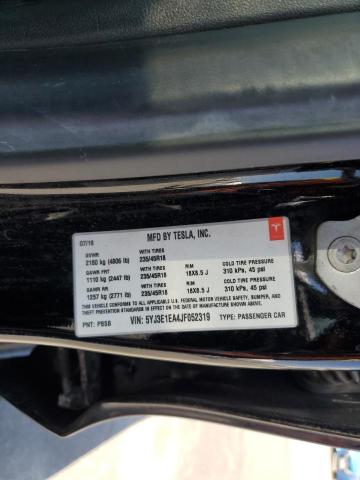 07/18 MFD BY TESLA, INC.
GVWR WITH TIRES
2180 kg (4806 lb) 235/45R18
GAWR FRT WITH TIRES RIM COLD TIRE PRESSURE
1110 kg (2447 lb) 235/45R18 18X8.5 J 310 kPa, 45 psi
GAWR RR WITH TIRES RIM COLD TIRE PRESSURE
1257 kg (2771 lb) 235/45R18 18X8.5 J 310 kPa, 45 psi
THIS VEHICLE CONFORMS TO ALL APPLICABLE U.S. FEDERAL MOTOR VEHICLE SAFETY, BUMPER, AND
THEFT PREVENTION STANDARDS IN EFFECT ON THE DATE OF MANUFACTURE SHOWN ABOVE.
PNT: PBSB VIN: 5YJ3E1EA4JF052319 TYPE: PASSENGER CAR